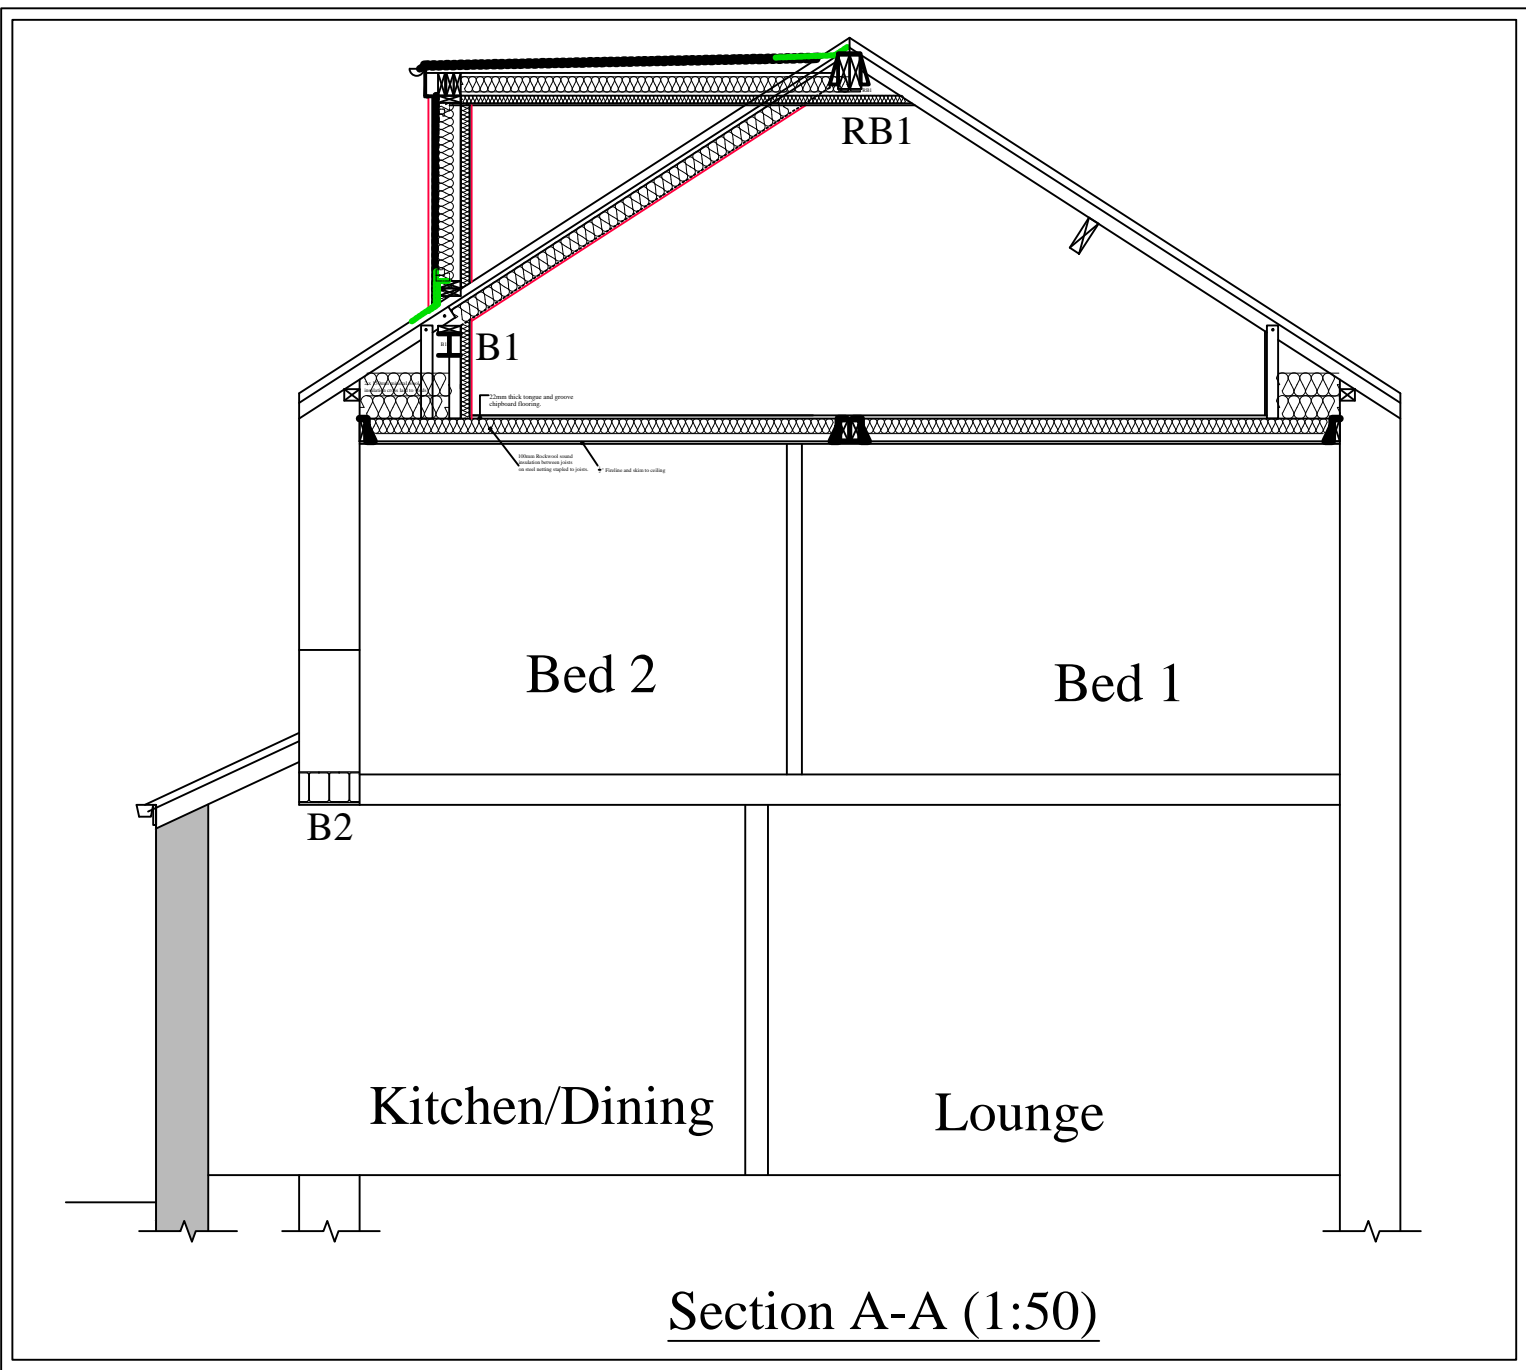 RB1
B1
22mm thick tongue and groove
chipboard flooring.
100mm Rockwool sound
insulation between joists
on steel netting stapled to joists.
Fireline and skim to ceiling
Bed 2
Bed 1
B2
Kitchen/Dining
Lounge
Section A-A (1:50)